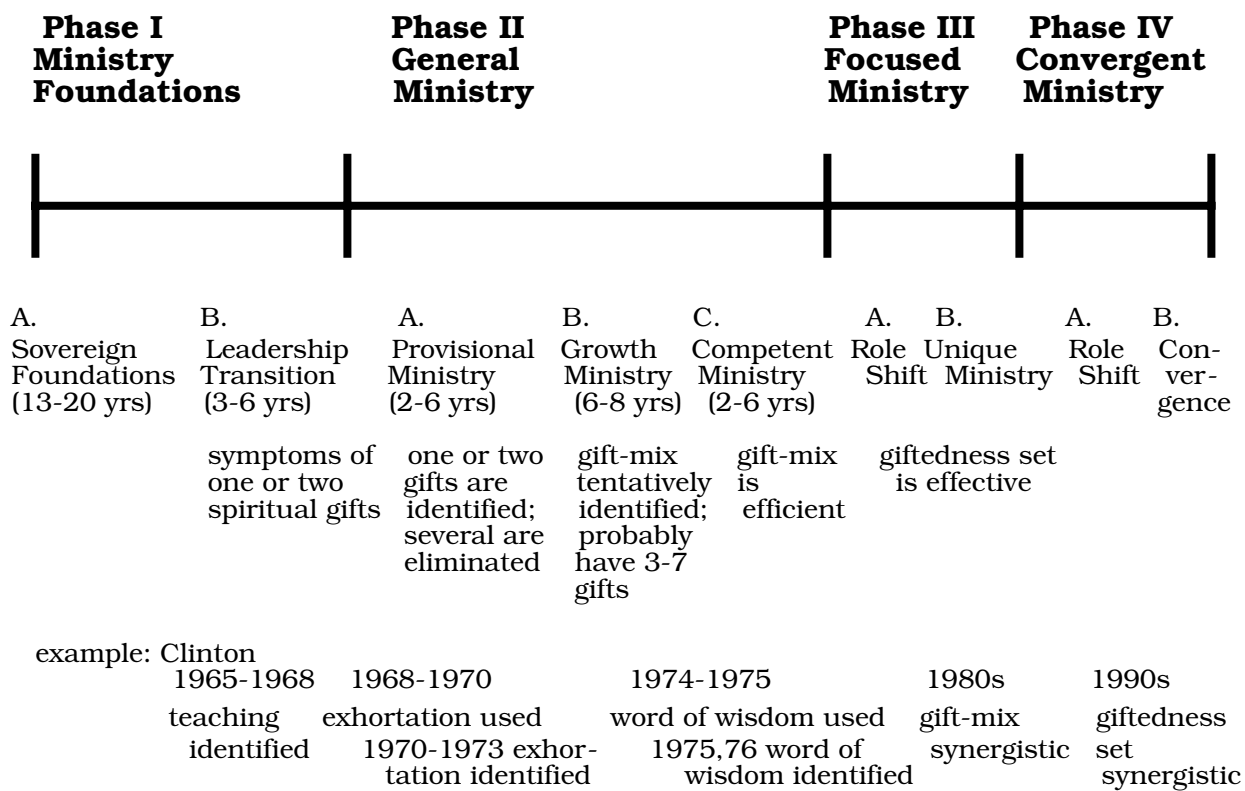 Phase I
Ministry
Foundations
Phase II
General
Ministry
Phase III
Focused
Ministry
Phase IV
Convergent
Ministry
A.
Sovereign
Foundations
(13-20 yrs)
B.
Leadership
Transition
(3-6 yrs)
symptoms of
one or two
spiritual gifts
A.
Provisional
Ministry
(2-6 yrs)
one or two
gifts are
identified;
several are
eliminated
B.
Growth
Ministry
(6-8 yrs)
gift-mix
tentatively
identified;
probably
have 3-7
gifts
C.
Competent
Ministry
(2-6 yrs)
gift-mix
is
efficient
A.
Role
Shift
B.
Unique
Ministry
giftedness set
is effective
A.
Role
Shift
B.
Con-
ver-
gence
example: Clinton
1965-1968
teaching
identified
1968-1970
exhortation used
1970-1973 exhor-
tation identified
1974-1975
word of wisdom used
1975,76 word of
wisdom identified
1980s
gift-mix
synergistic
1990s
giftedness
set
synergistic